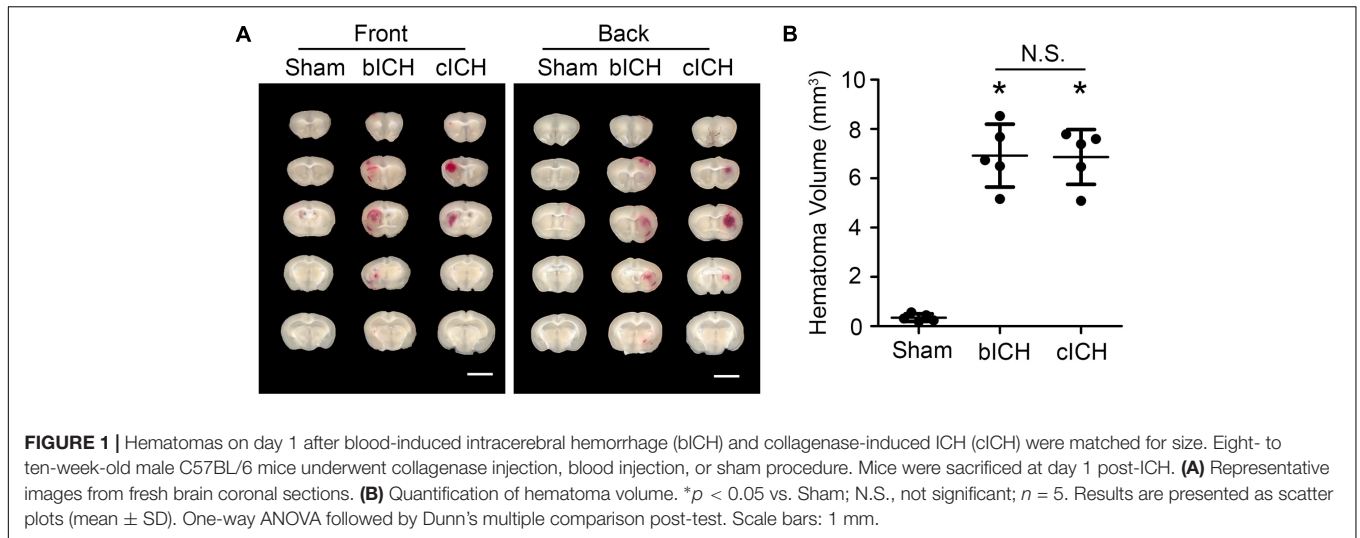 A
Front
Back
Sham bICH cICH
Sham bICH cICH
B
N.S.
* *
Hematoma Volume (mm³)
10
8
6
4
2
0
Sham bICH cICH
FIGURE 1 | Hematomas on day 1 after blood-induced intracerebral hemorrhage (bICH) and collagenase-induced ICH (cICH) were matched for size. Eight- to
ten-week-old male C57BL/6 mice underwent collagenase injection, blood injection, or sham procedure. Mice were sacrificed at day 1 post-ICH. (A) Representative
images from fresh brain coronal sections. (B) Quantification of hematoma volume. *p < 0.05 vs. Sham; N.S., not significant; n = 5. Results are presented as scatter
plots (mean ± SD). One-way ANOVA followed by Dunn's multiple comparison post-test. Scale bars: 1 mm.